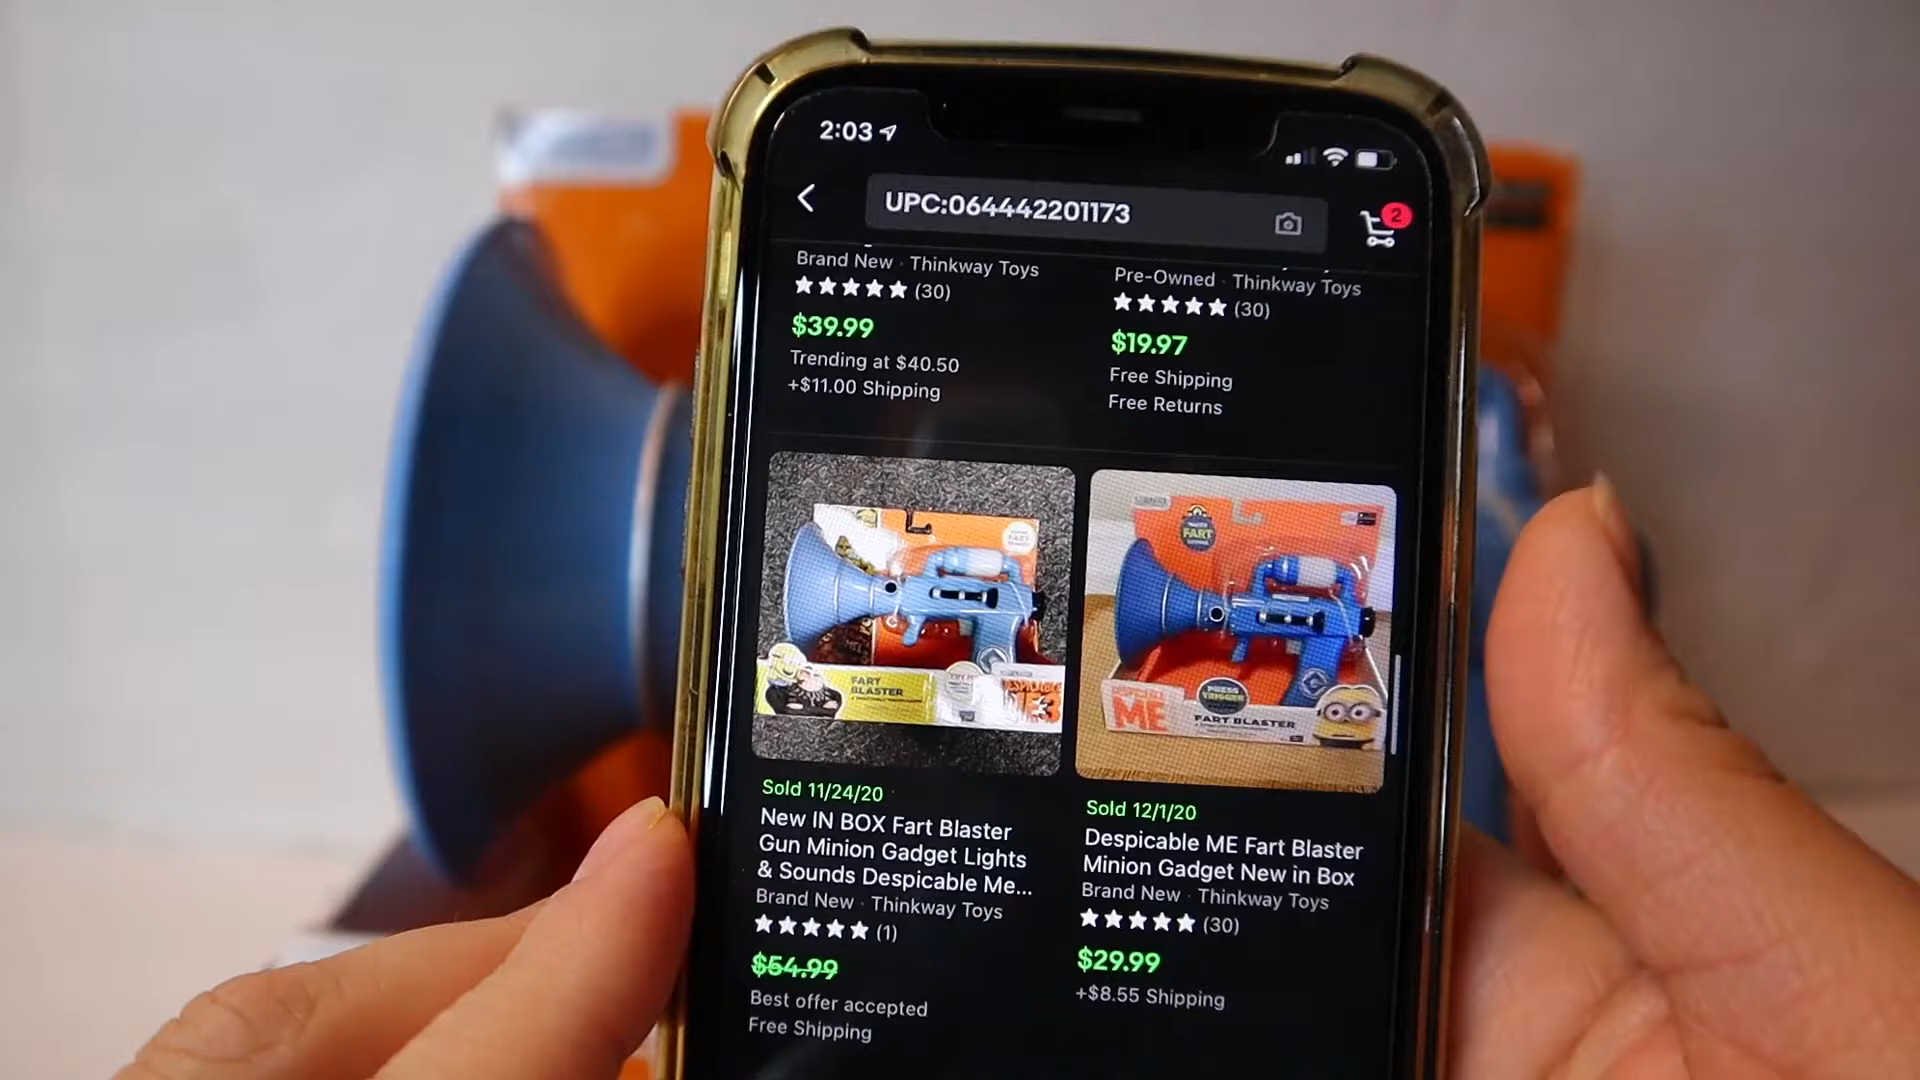 2:03
UPC:064442201173
2
Brand New · Thinkway Toys
(30)
$39.99
Trending at $40.50
+$11.00 Shipping
Pre-Owned · Thinkway Toys
(30)
$19.97
Free Shipping
Free Returns
FART
BLASTER
FART
ME
PRESS
TRIGGER
FART BLASTER
Sold 11/24/20
New IN BOX Fart Blaster
Gun Minion Gadget Lights
& Sounds Despicable Me...
Brand New · Thinkway Toys
(1)
$54.99
Best offer accepted
Free Shipping
Sold 12/1/20
Despicable ME Fart Blaster
Minion Gadget New in Box
Brand New · Thinkway Toys
(30)
$29.99
+$8.55 Shipping